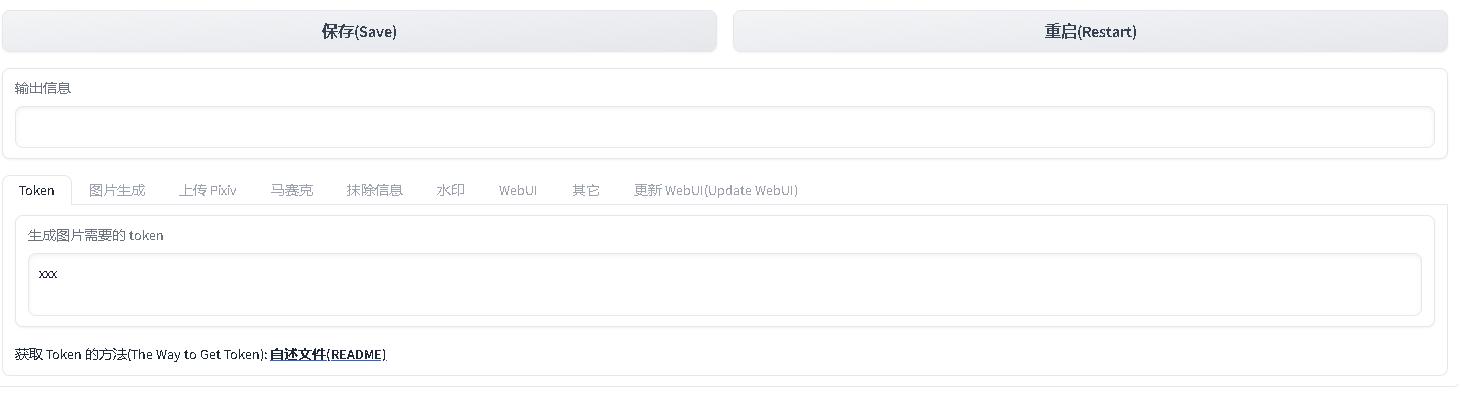 保存(Save)
重启(Restart)
输出信息
Token 图片生成 上传 Pixiv 马赛克 抹除信息 水印 WebUI 其它 更新 WebUI(Update WebUI)
生成图片需要的 token
xxx
获取 Token 的方法(The Way to Get Token): 自述文件(README)